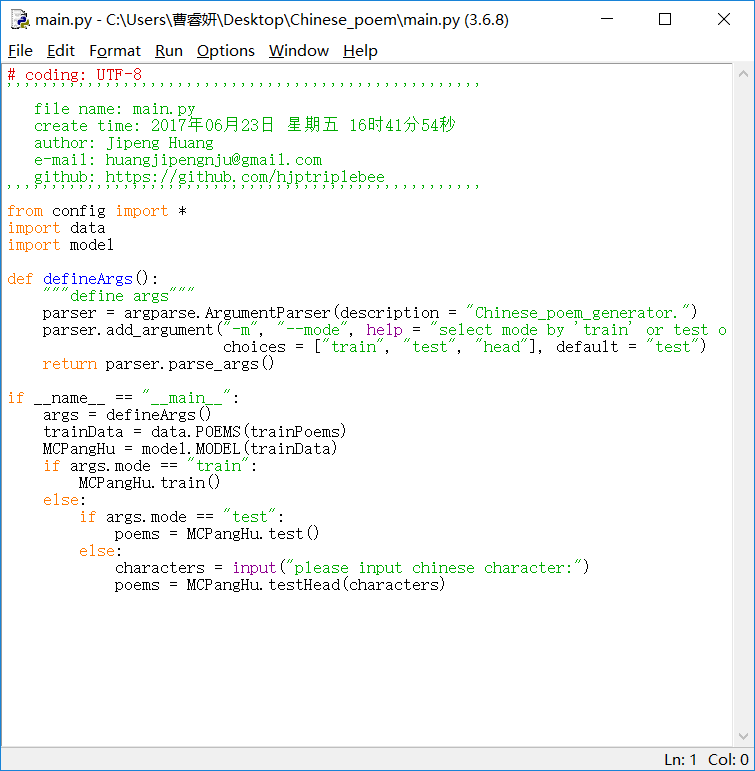 main.py - C:\Users\曹睿妍\Desktop\Chinese_poem\main.py (3.6.8)
File Edit Format Run Options Window Help
# coding: UTF-8
''''''''''''''''''''''''''''''''''''''''''''''''''''
   file name: main.py
   create time: 2017年06月23日 星期五 16时41分54秒
   author: Jipeng Huang
   e-mail: huangjipengnju@gmail.com
   github: https://github.com/hjptriplebee
''''''''''''''''''''''''''''''''''''''''''''''''''''
from config import *
import data
import model
def defineArgs():
    """define args"""
    parser = argparse.ArgumentParser(description = "Chinese_poem_generator.")
    parser.add_argument("-m", "--mode", help = "select mode by 'train' or test o
                        choices = ["train", "test", "head"], default = "test")
    return parser.parse_args()
if __name__ == "__main__":
    args = defineArgs()
    trainData = data.POEMS(trainPoems)
    MCPangHu = model.MODEL(trainData)
    if args.mode == "train":
        MCPangHu.train()
    else:
        if args.mode == "test":
            poems = MCPangHu.test()
        else:
            characters = input("please input chinese character:")
            poems = MCPangHu.testHead(characters)
Ln: 1 Col: 0